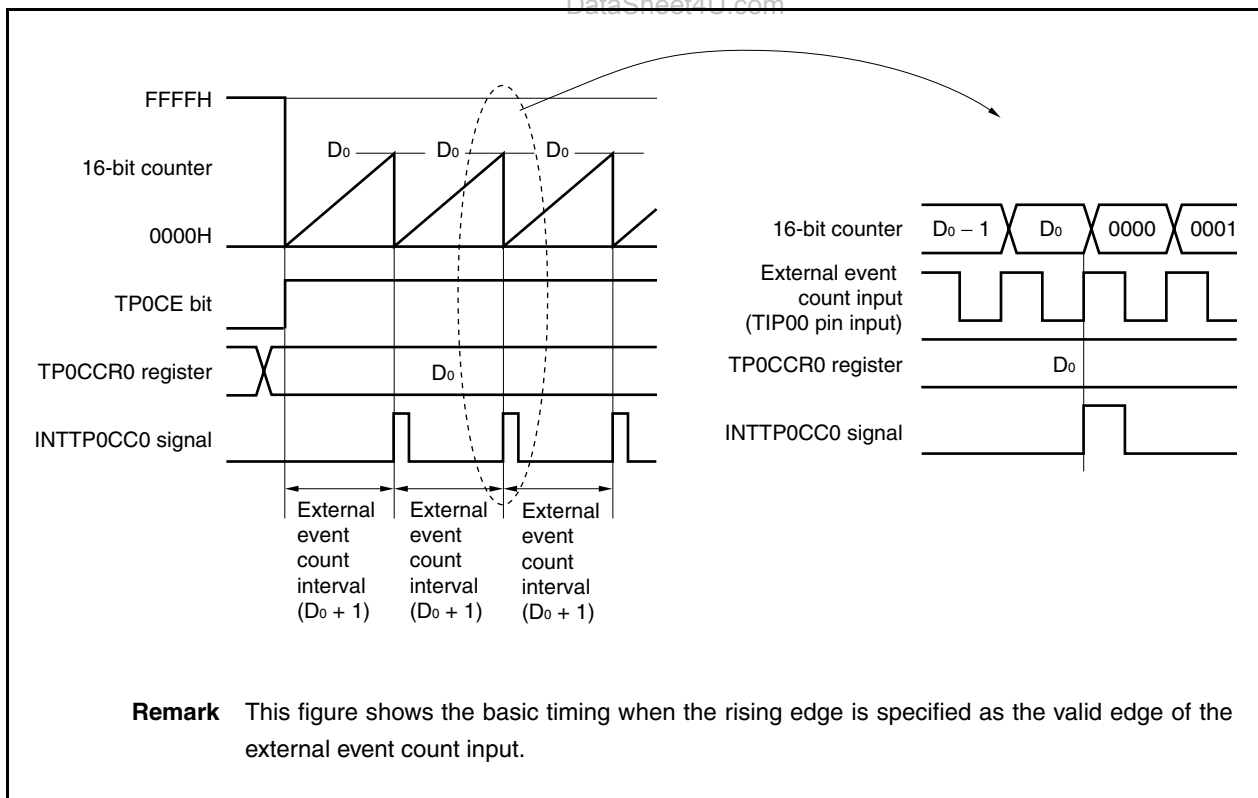 DataSheet4U.com
FFFFH
16-bit counter
0000H
D0
D0
D0
TP0CE bit
TP0CCR0 register
D0
INTTP0CC0 signal
External
event
count
interval
(D0 + 1)
External
event
count
interval
(D0 + 1)
External
event
count
interval
(D0 + 1)
16-bit counter
D0 − 1
D0
0000
0001
External event
count input
(TIP00 pin input)
TP0CCR0 register
D0
INTTP0CC0 signal
Remark This figure shows the basic timing when the rising edge is specified as the valid edge of the
external event count input.